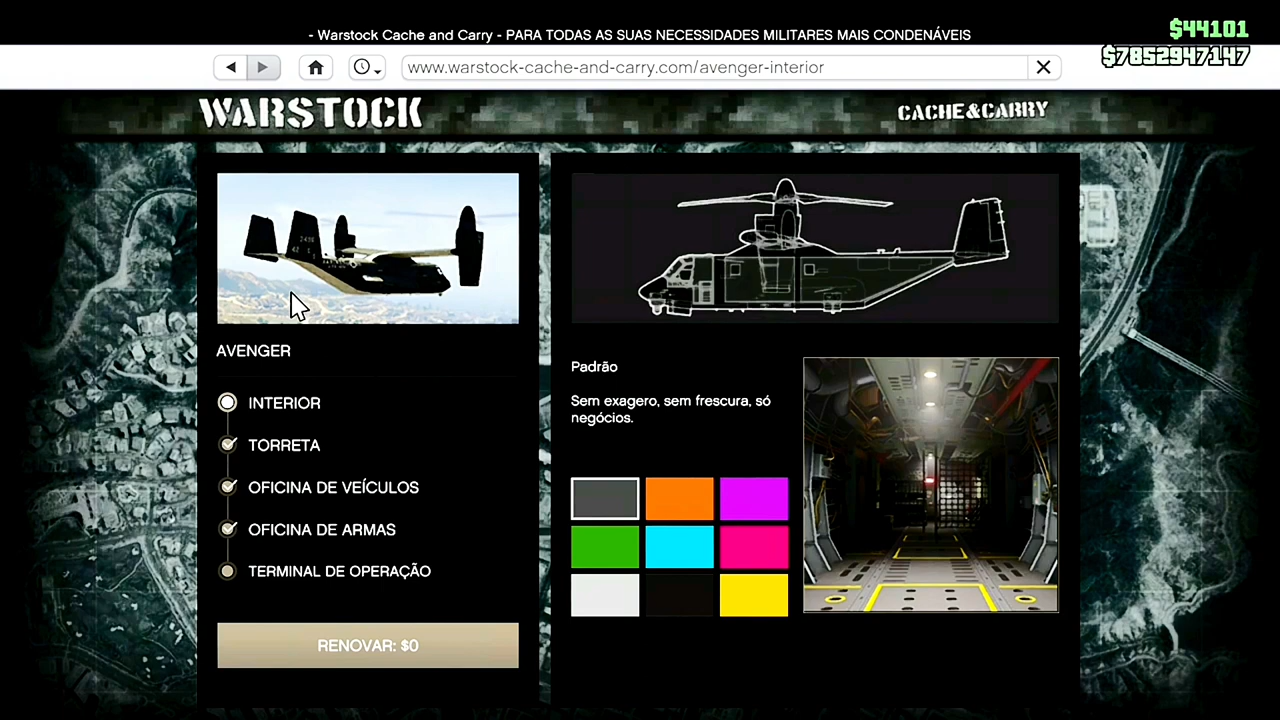 - Warstock Cache and Carry - PARA TODAS AS SUAS NECESSIDADES MILITARES MAIS CONDENÁVEIS
$44101
$7852947147
www.warstock-cache-and-carry.com/avenger-interior
WARSTOCK
CACHE&CARRY
AVENGER
INTERIOR
TORRETA
OFICINA DE VEÍCULOS
OFICINA DE ARMAS
TERMINAL DE OPERAÇÃO
RENOVAR: $0
Padrão
Sem exagero, sem frescura, só
negócios.